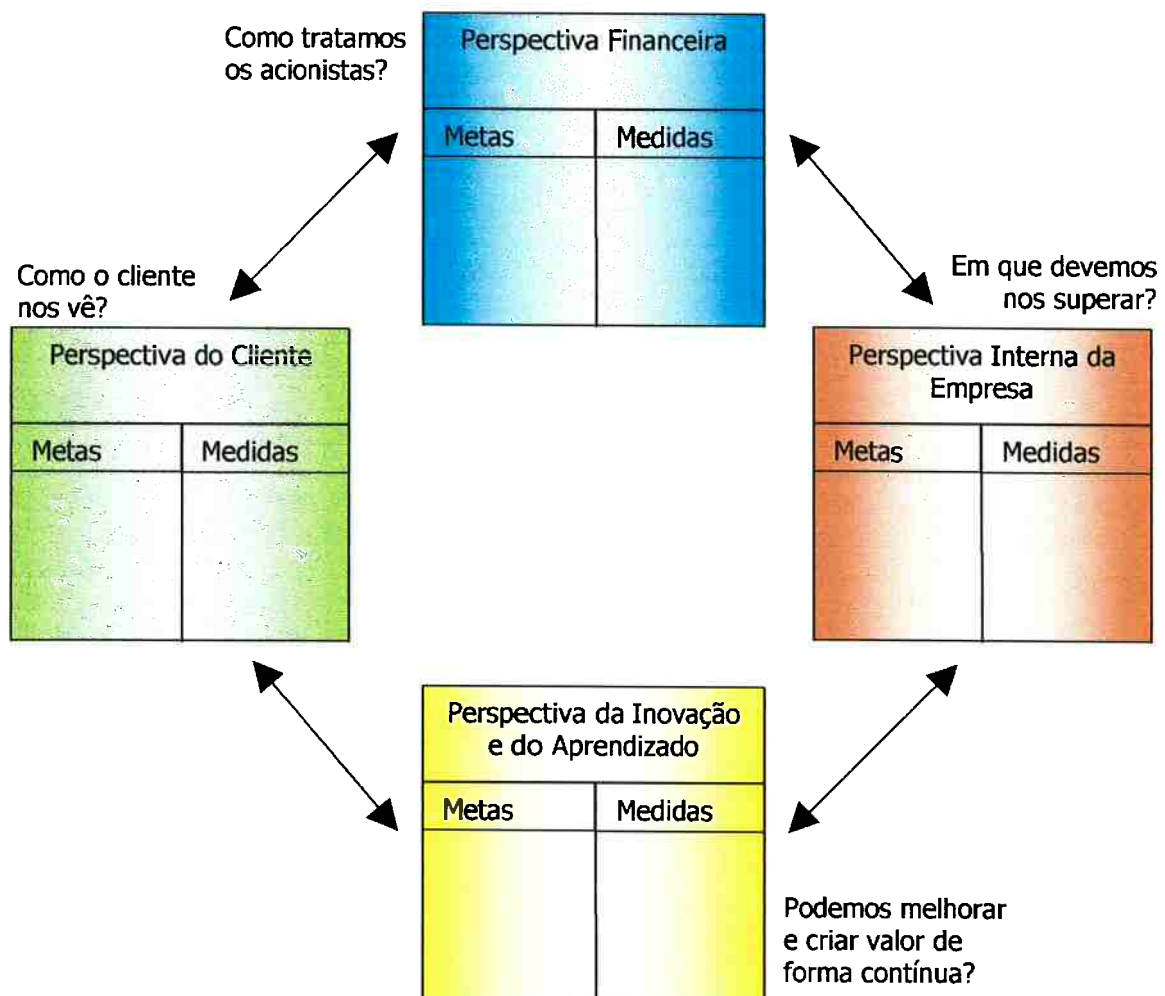 Como tratamos
os acionistas?
Perspectiva Financeira
Metas
Medidas
Como o cliente
nos vê?
Perspectiva do Cliente
Metas
Medidas
Em que devemos
nos superar?
Perspectiva Interna da
Empresa
Metas
Medidas
Perspectiva da Inovação
e do Aprendizado
Metas
Medidas
Podemos melhorar
e criar valor de
forma contínua?